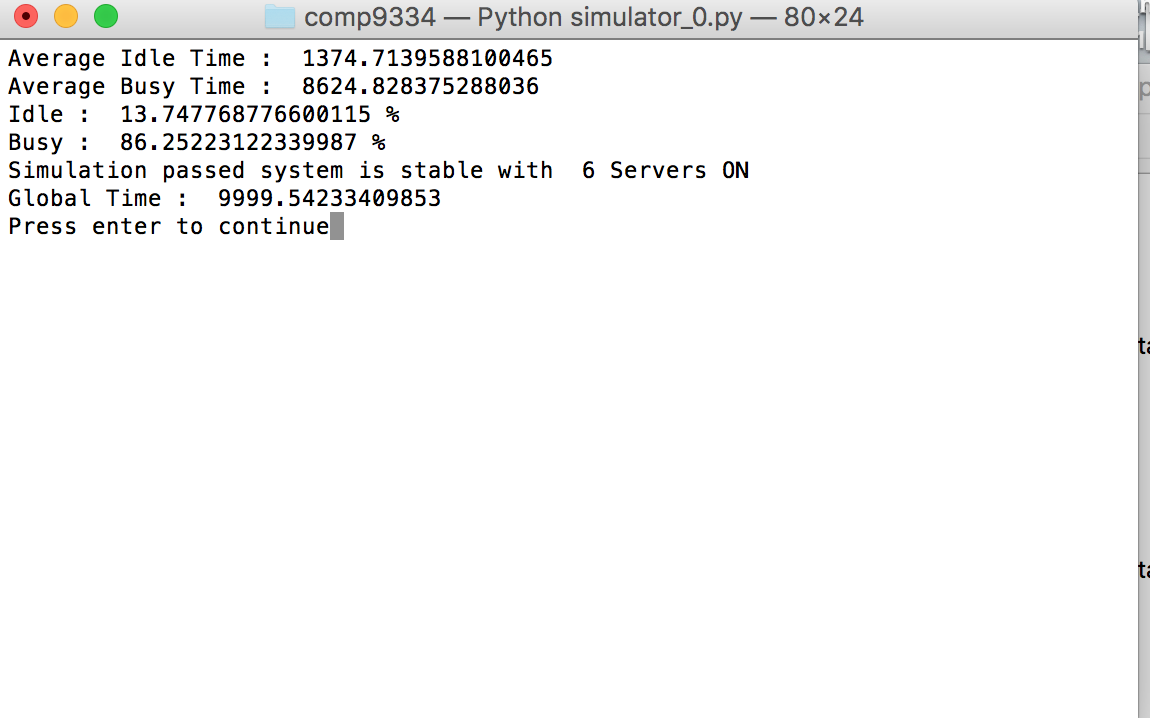 comp9334 — Python simulator_0.py — 80×24
Average Idle Time :  1374.7139588100465
Average Busy Time :  8624.828375288036
Idle :  13.747768776600115 %
Busy :  86.25223122339987 %
Simulation passed system is stable with  6 Servers ON
Global Time :  9999.54233409853
Press enter to continue